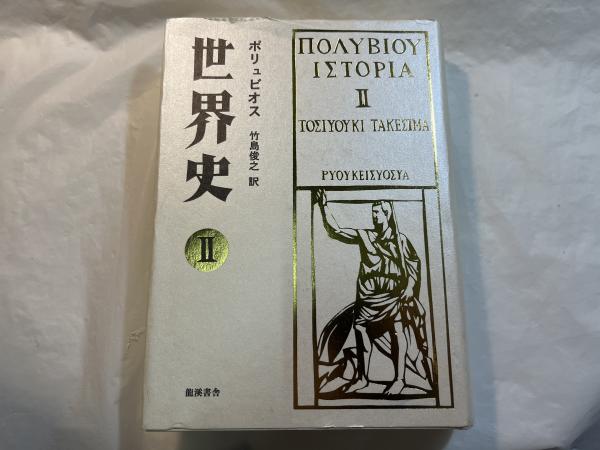 世界史
ポリュビオス
竹島俊之 訳
II
龍溪書舎
ΠΟΛΥΒΙΟΥ
ΙΣΤΟΡΙΑ
II
ΤΟΣΙΥΟΥΚΙ ΤΑΚΕΣΙΜΑ
ΡΥΟΥΚΕΙΣΥΟΣΥΑ